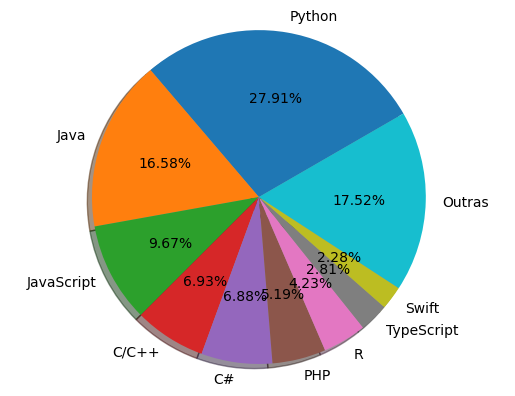 Python
27.91%
Java
16.58%
17.52%
Outras
9.67%
2.28%
2.81%
JavaScript
6.93%
4.23%
6.88%
5.19%
Swift
TypeScript
C/C++
R
C#
PHP